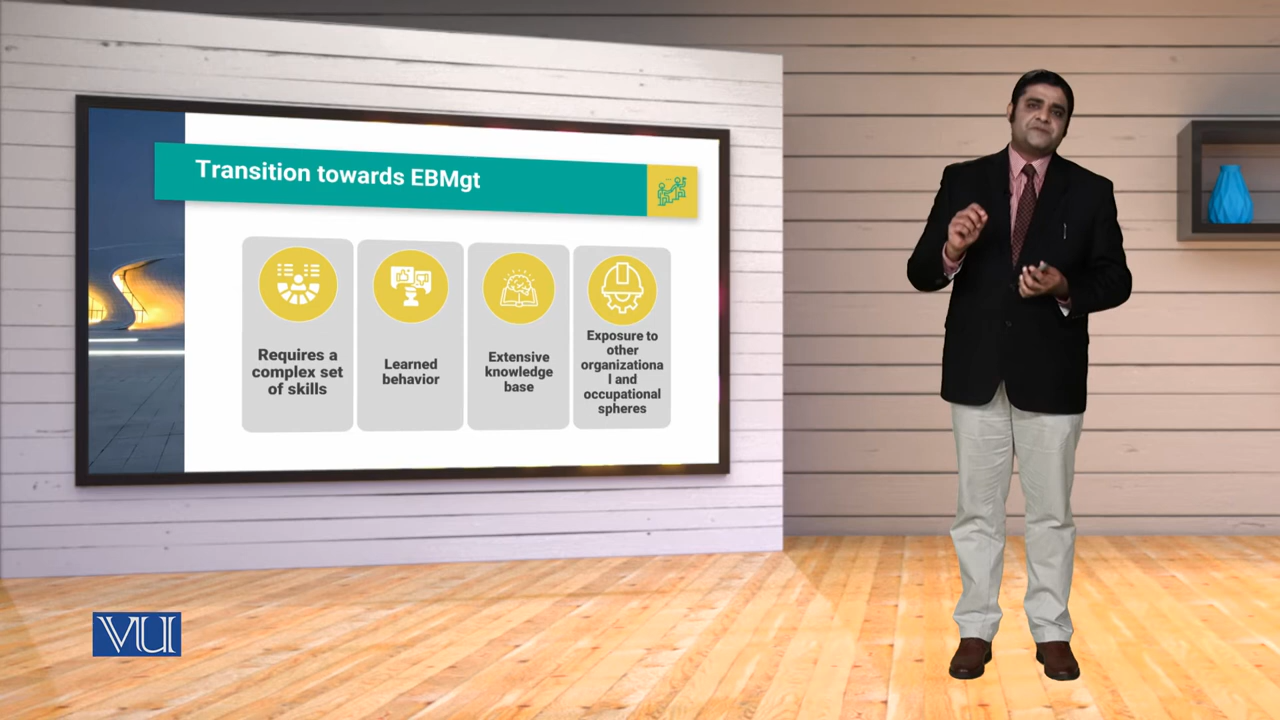 Transition towards EBMgt
Requires a
complex set
of skills
Learned
behavior
Extensive
knowledge
base
Exposure to
other
organizationa
l and
occupational
spheres
VU